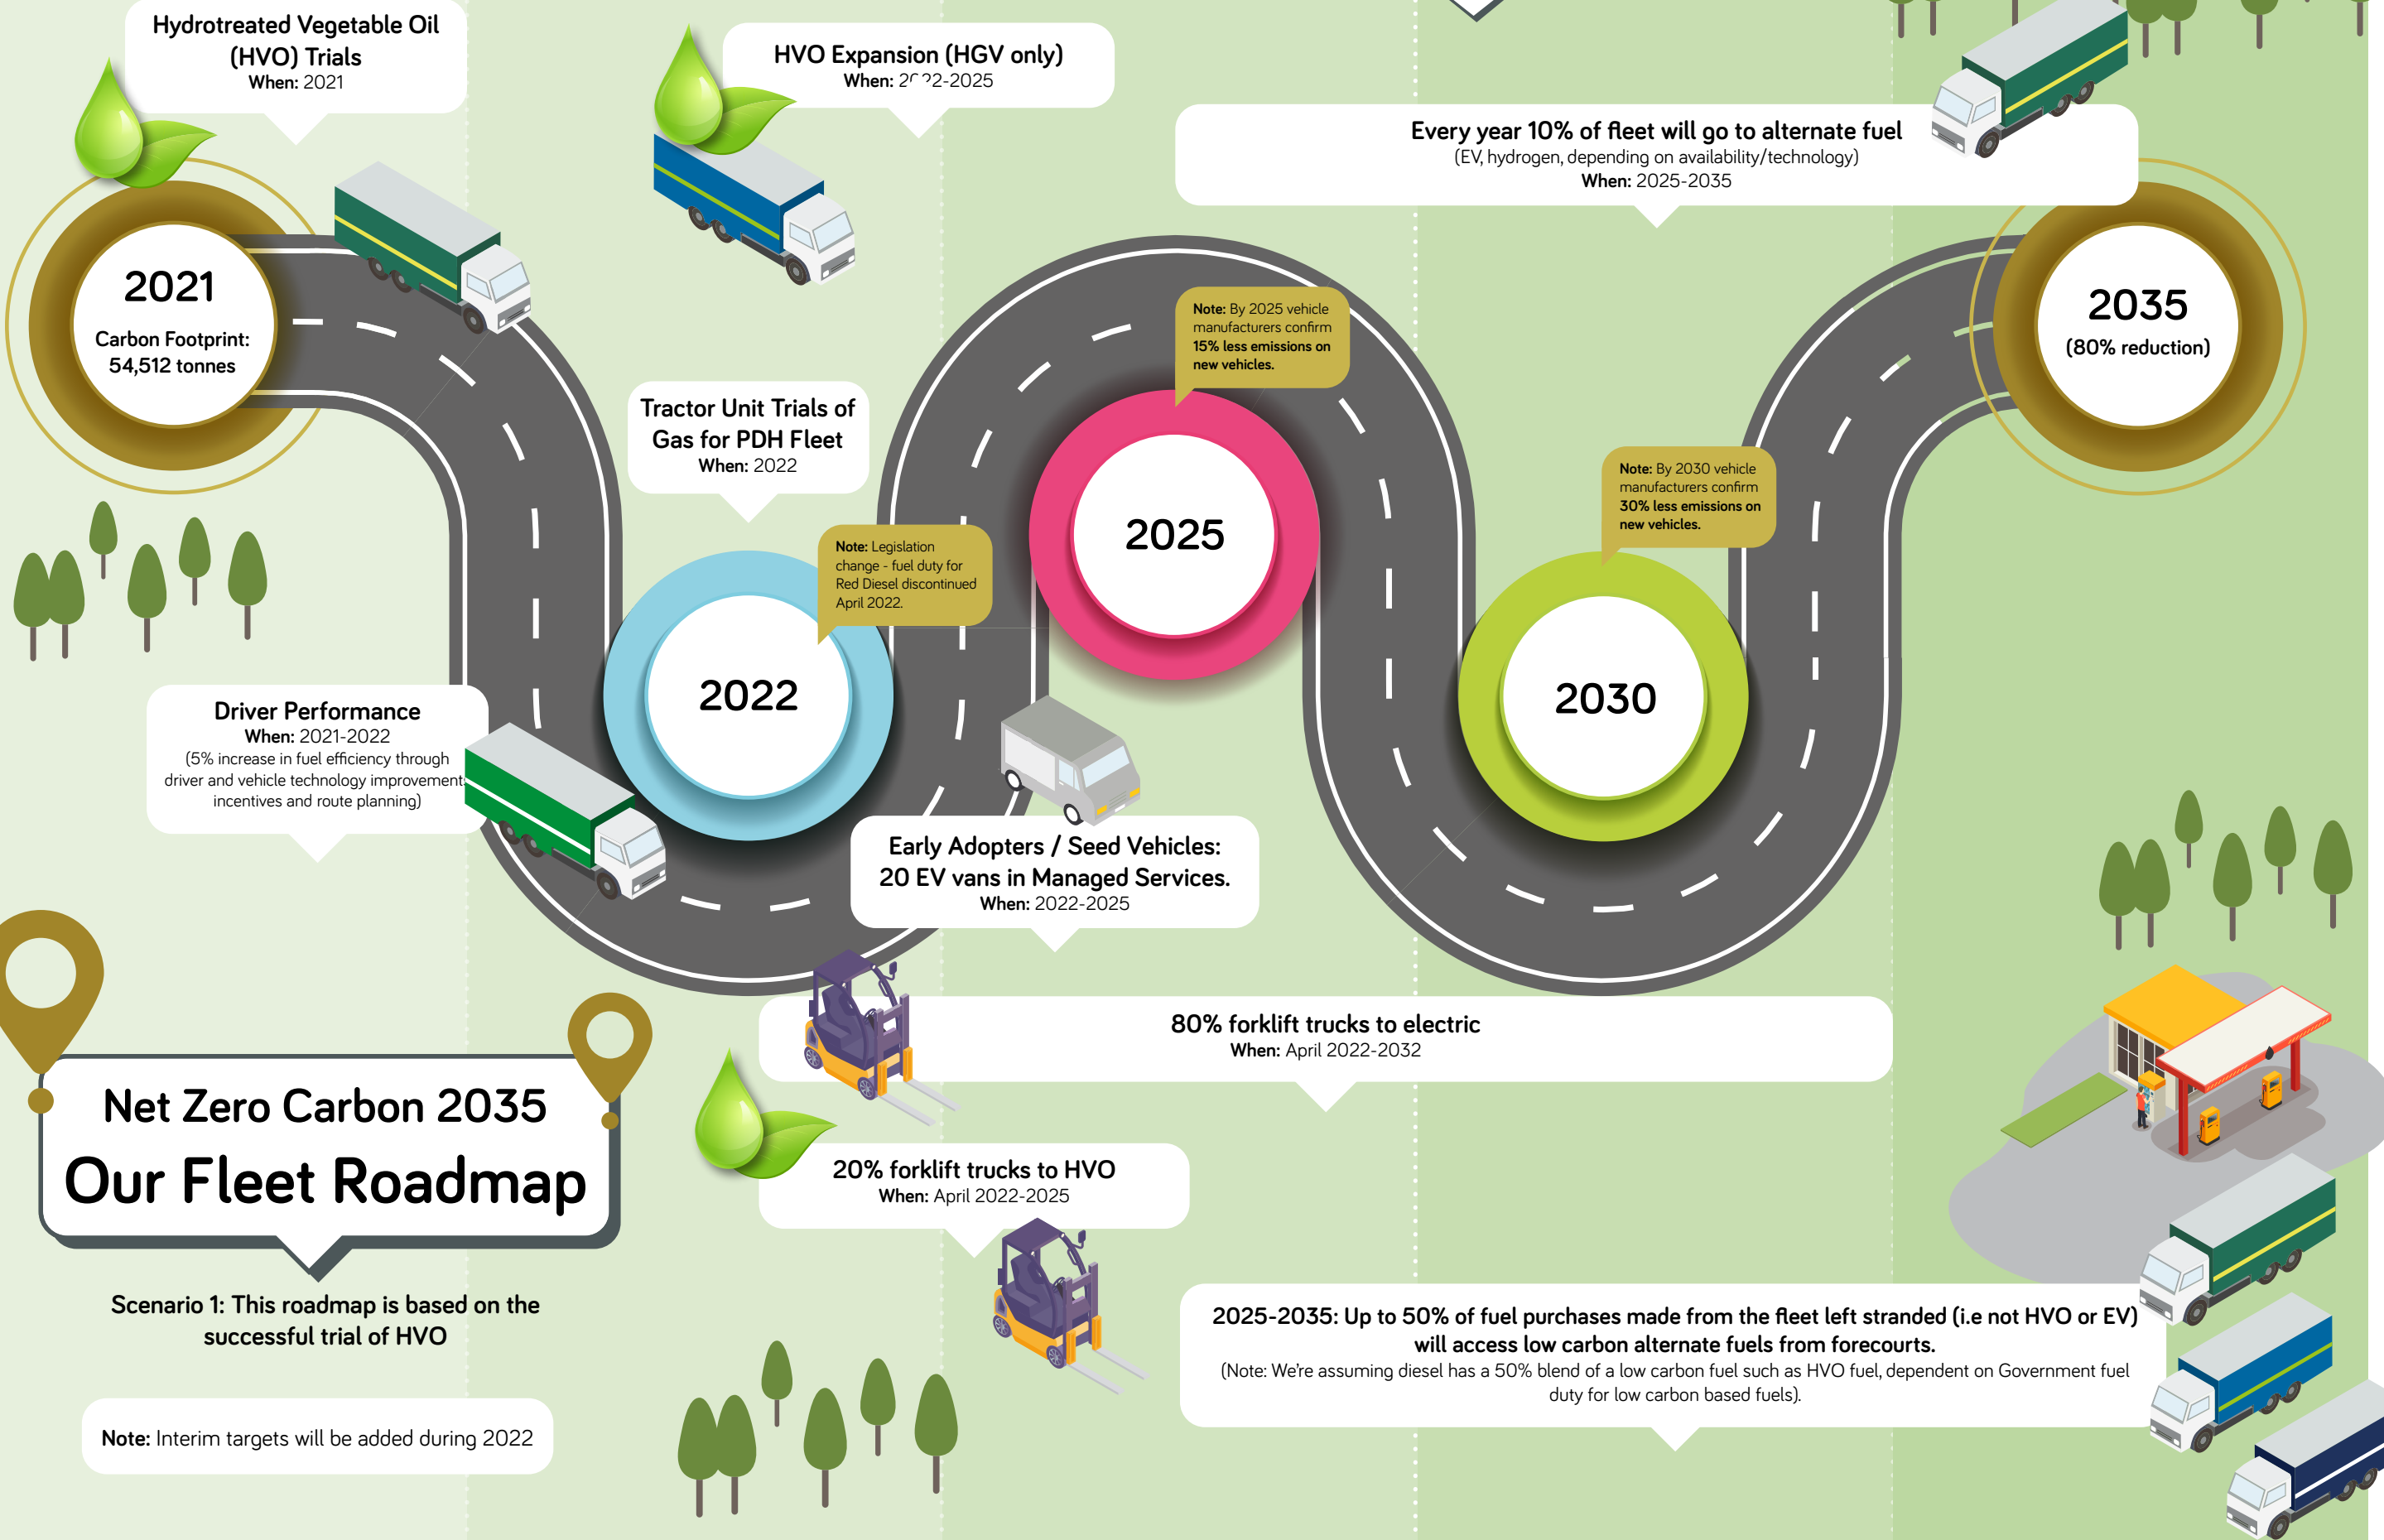 Hydrotreated Vegetable Oil
(HVO) Trials
When: 2021
HVO Expansion (HGV only)
When: 2022-2025
Every year 10% of fleet will go to alternate fuel
(EV, hydrogen, depending on availability/technology)
When: 2025-2035
2021
Carbon Footprint:
54,512 tonnes
2035
(80% reduction)
Note: By 2025 vehicle
manufacturers confirm
15% less emissions on
new vehicles.
Tractor Unit Trials of
Gas for PDH Fleet
When: 2022
Note: By 2030 vehicle
manufacturers confirm
30% less emissions on
new vehicles.
2025
Note: Legislation
change - fuel duty for
Red Diesel discontinued
April 2022.
2022
2030
Driver Performance
When: 2021-2022
(5% increase in fuel efficiency through
driver and vehicle technology improvements
incentives and route planning)
Early Adopters / Seed Vehicles:
20 EV vans in Managed Services.
When: 2022-2025
80% forklift trucks to electric
When: April 2022-2032
Net Zero Carbon 2035
Our Fleet Roadmap
20% forklift trucks to HVO
When: April 2022-2025
Scenario 1: This roadmap is based on the
successful trial of HVO
2025-2035: Up to 50% of fuel purchases made from the fleet left stranded (i.e not HVO or EV)
will access low carbon alternate fuels from forecourts.
(Note: We're assuming diesel has a 50% blend of a low carbon fuel such as HVO fuel, dependent on Government fuel
duty for low carbon based fuels).
Note: Interim targets will be added during 2022